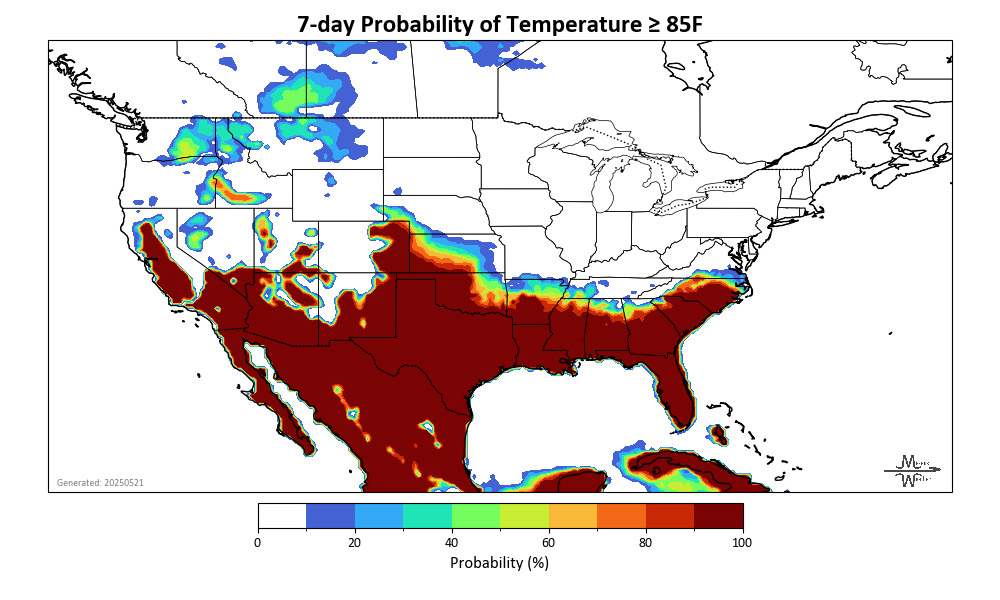 7-day Probability of Temperature ≥ 85F
Generated: 20250521
0 20 40 60 80 100
Probability (%)